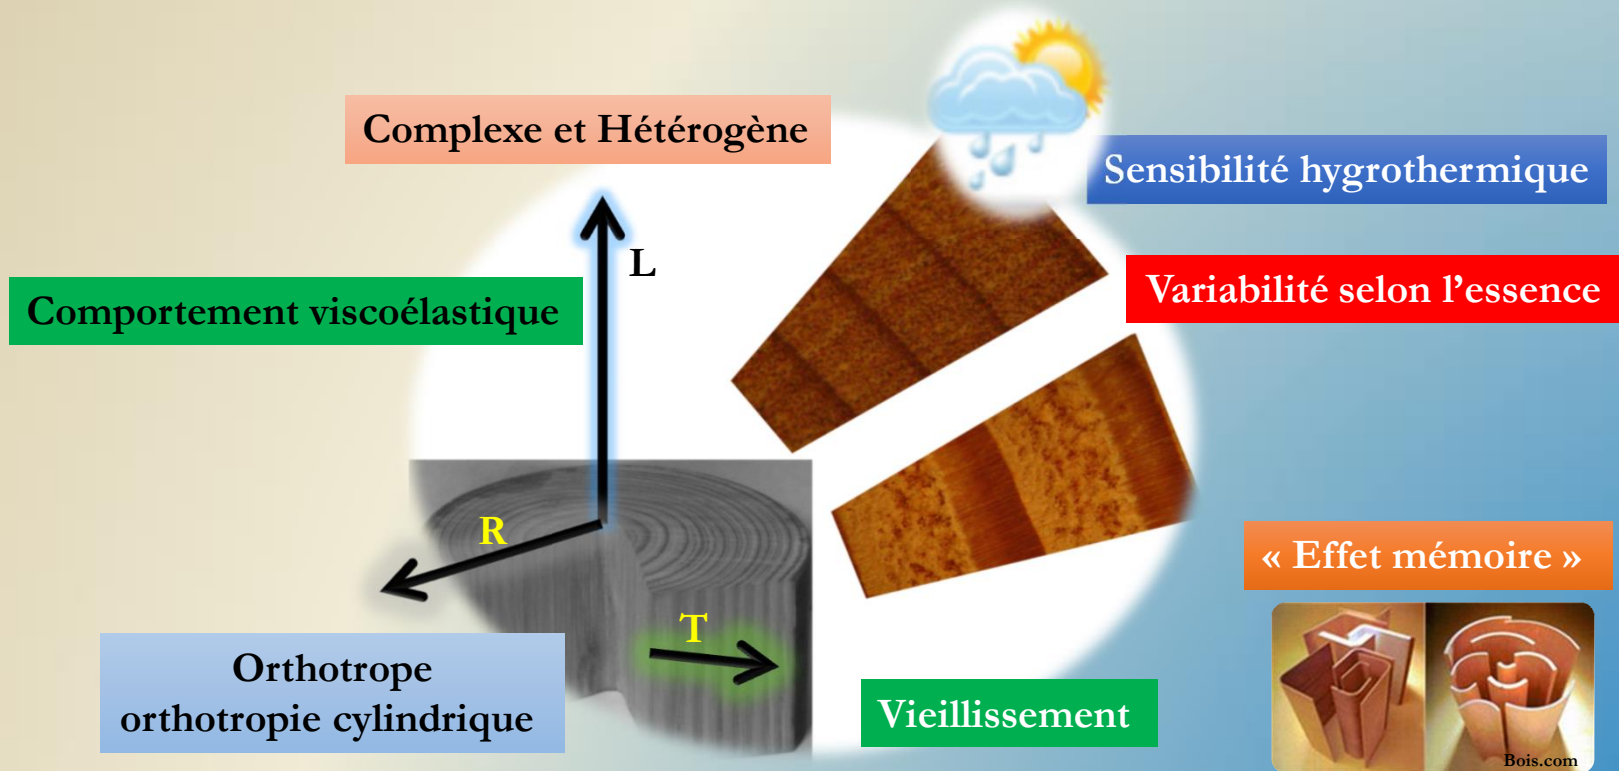 Complexe et Hétérogène
Sensibilité hygrothermique
L
Variabilité selon l’essence
Comportement viscoélastique
R
« Effet mémoire »
T
Orthotrope
orthotropie cylindrique
Vieillissement
Bois.com